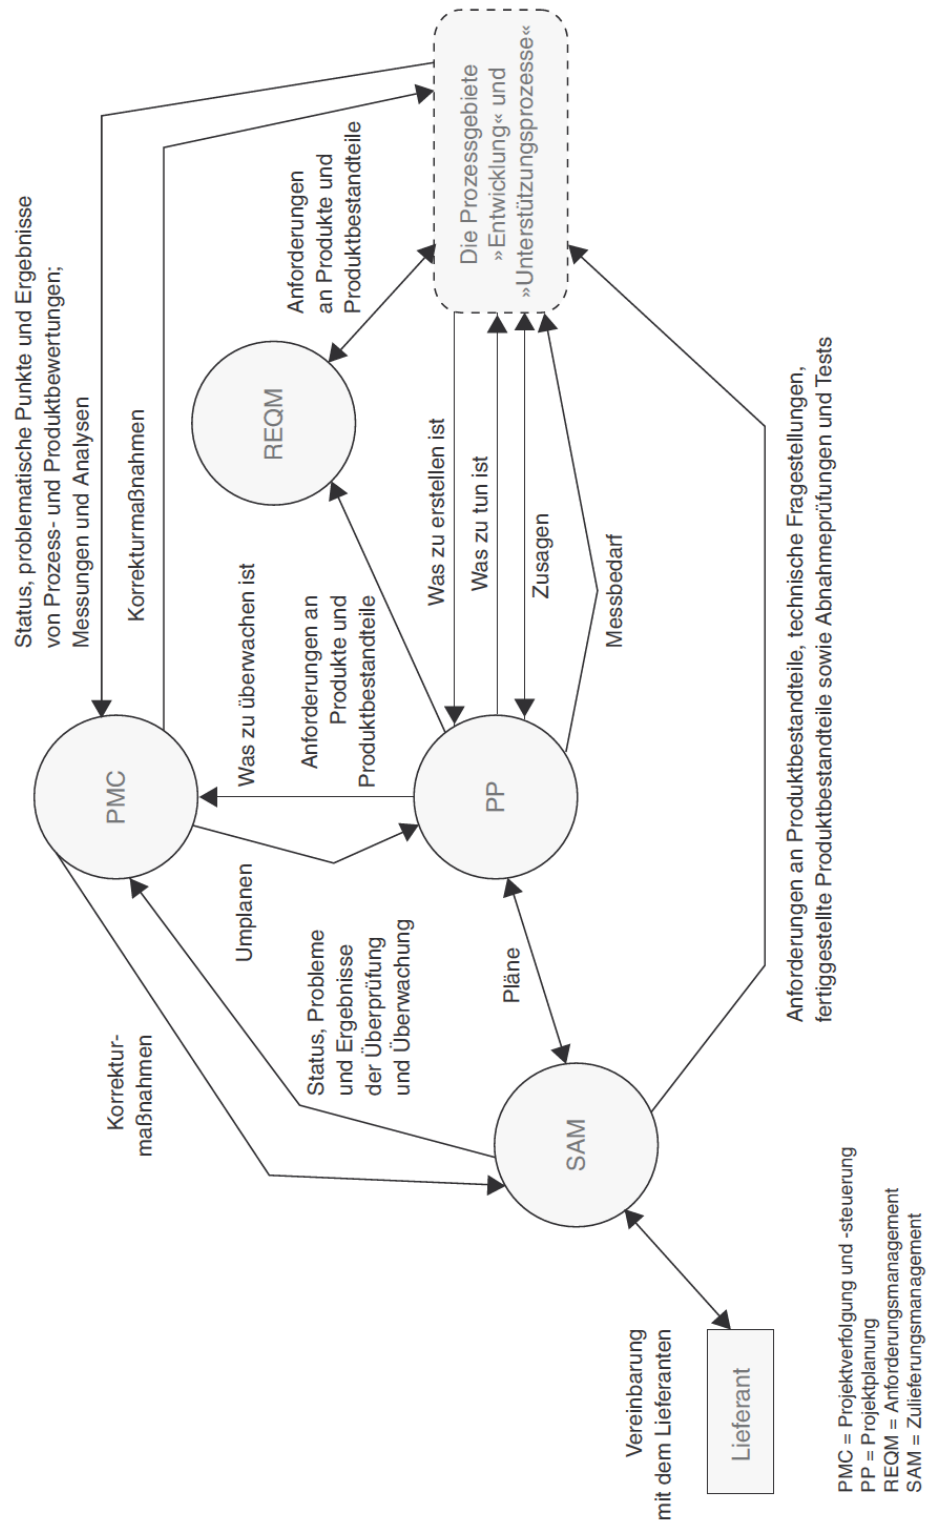 Status, problematische Punkte und Ergebnisse
von Prozess- und Produktbewertungen;
Messungen und Analysen
Korrekturmaßnahmen
Korrektur-
maßnahmen
PMC
Umplanen
Was zu überwachen ist
Status, Probleme
und Ergebnisse
der Überprüfung
und Überwachung
Anforderungen an
Produkte und
Produktbestandteile
REQM
Anforderungen
an Produkte und
Produktbestandteile
Die Prozessgebiete
»Entwicklung« und
»Unterstützungsprozesse«
Was zu erstellen ist
Was zu tun ist
Zusagen
Messbedarf
PP
Pläne
SAM
Vereinbarung
mit dem Lieferanten
Lieferant
Anforderungen an Produktbestandteile, technische Fragestellungen,
fertiggestellte Produktbestandteile sowie Abnahmeprüfungen und Tests
PMC = Projektverfolgung und -steuerung
PP = Projektplanung
REQM = Anforderungsmanagement
SAM = Zulieferungsmanagement